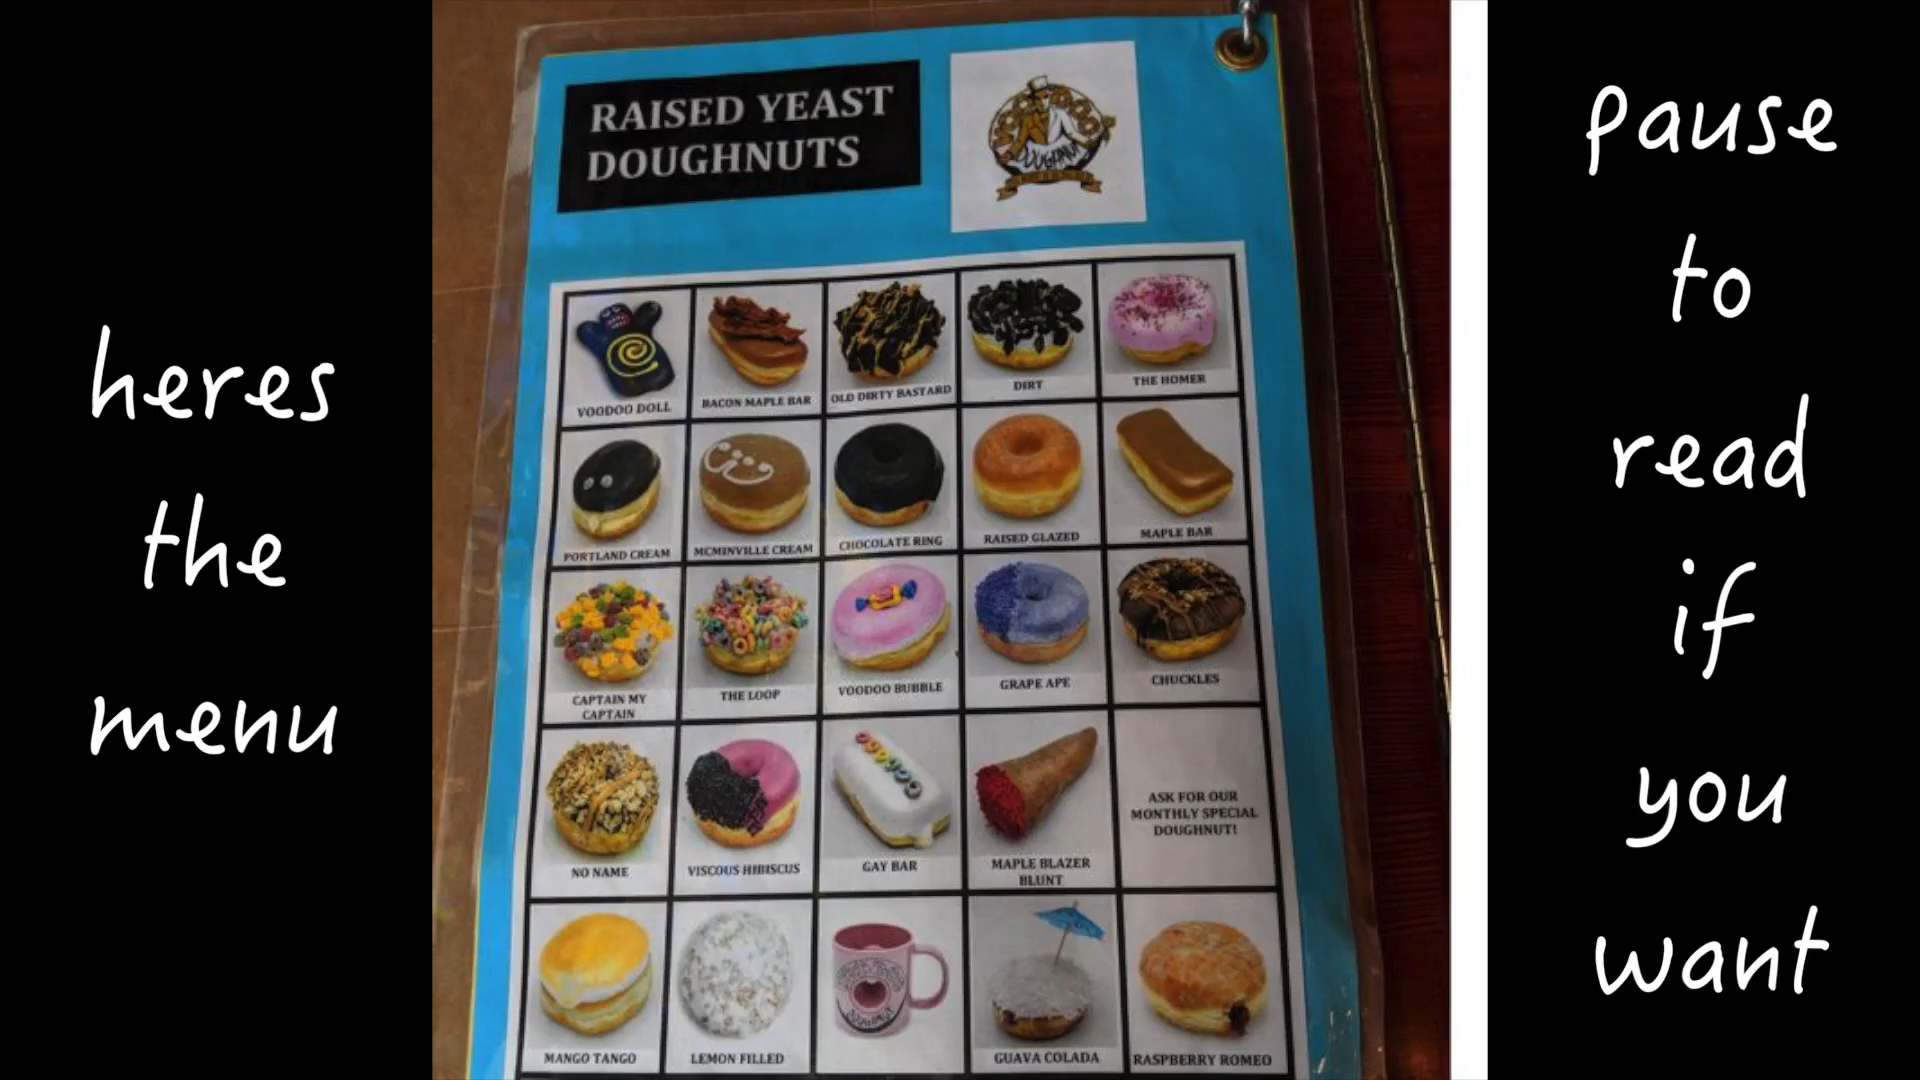 heres
the
menu
RAISED YEAST
DOUGHNUTS
VOODOO
DOUGHNUT
VOODOO DOLL
BACON MAPLE BAR
OLD DIRTY BASTARD
DIRT
THE HOMER
PORTLAND CREAM
MCMINVILLE CREAM
CHOCOLATE RING
RAISED GLAZED
MAPLE BAR
CAPTAIN MY
CAPTAIN
THE LOOP
VOODOO BUBBLE
GRAPE APE
CHUCKLES
NO NAME
VISCOUS HIBISCUS
GAY BAR
MAPLE BLAZER
BLUNT
ASK FOR OUR
MONTHLY SPECIAL
DOUGHNUT!
MANGO TANGO
LEMON FILLED
GUAVA COLADA
RASPBERRY ROMEO
pause
to
read
if
you
want